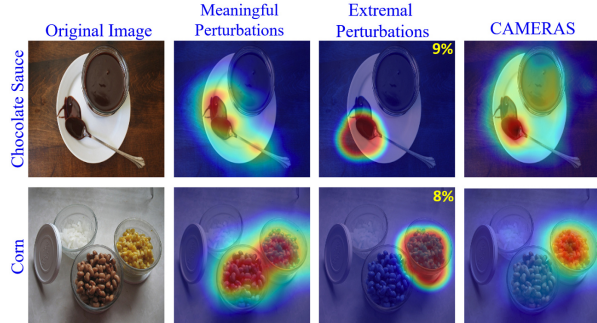 Original Image
Meaningful
Perturbations
Extremal
Perturbations
CAMERAS
Chocolate Sauce
9%
Corn
8%